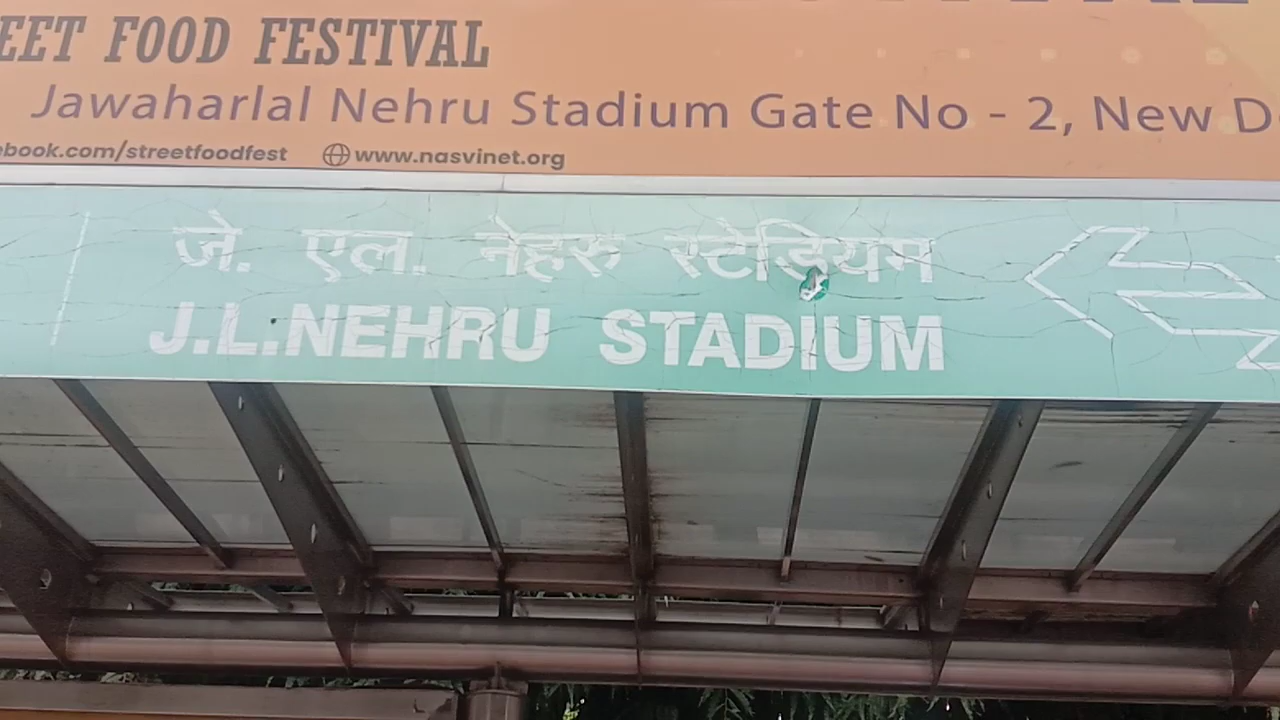 EET FOOD FESTIVAL
Jawaharlal Nehru Stadium Gate No - 2, New D
ebook.com/streetfoodfest www.nasvinet.org
जे. एल. नेहरु स्टेडियम
J.L.NEHRU STADIUM